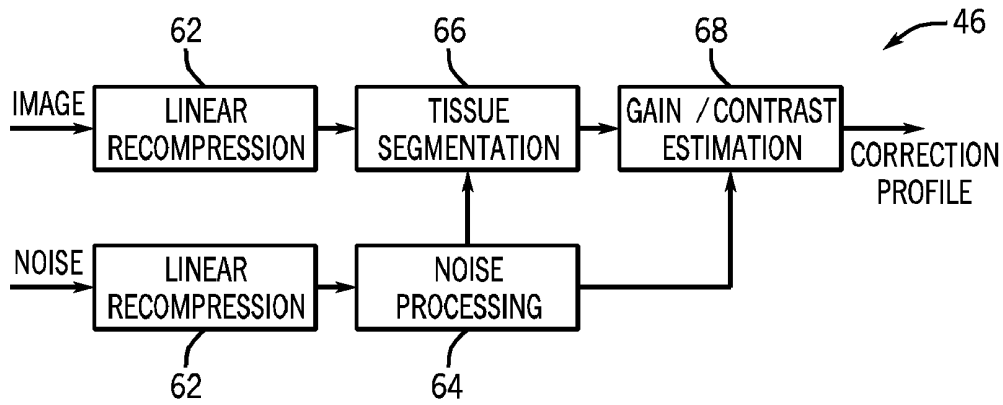 62
66
68
46
IMAGE
LINEAR
RECOMPRESSION
TISSUE
SEGMENTATION
GAIN / CONTRAST
ESTIMATION
CORRECTION
PROFILE
NOISE
LINEAR
RECOMPRESSION
NOISE
PROCESSING
62
64